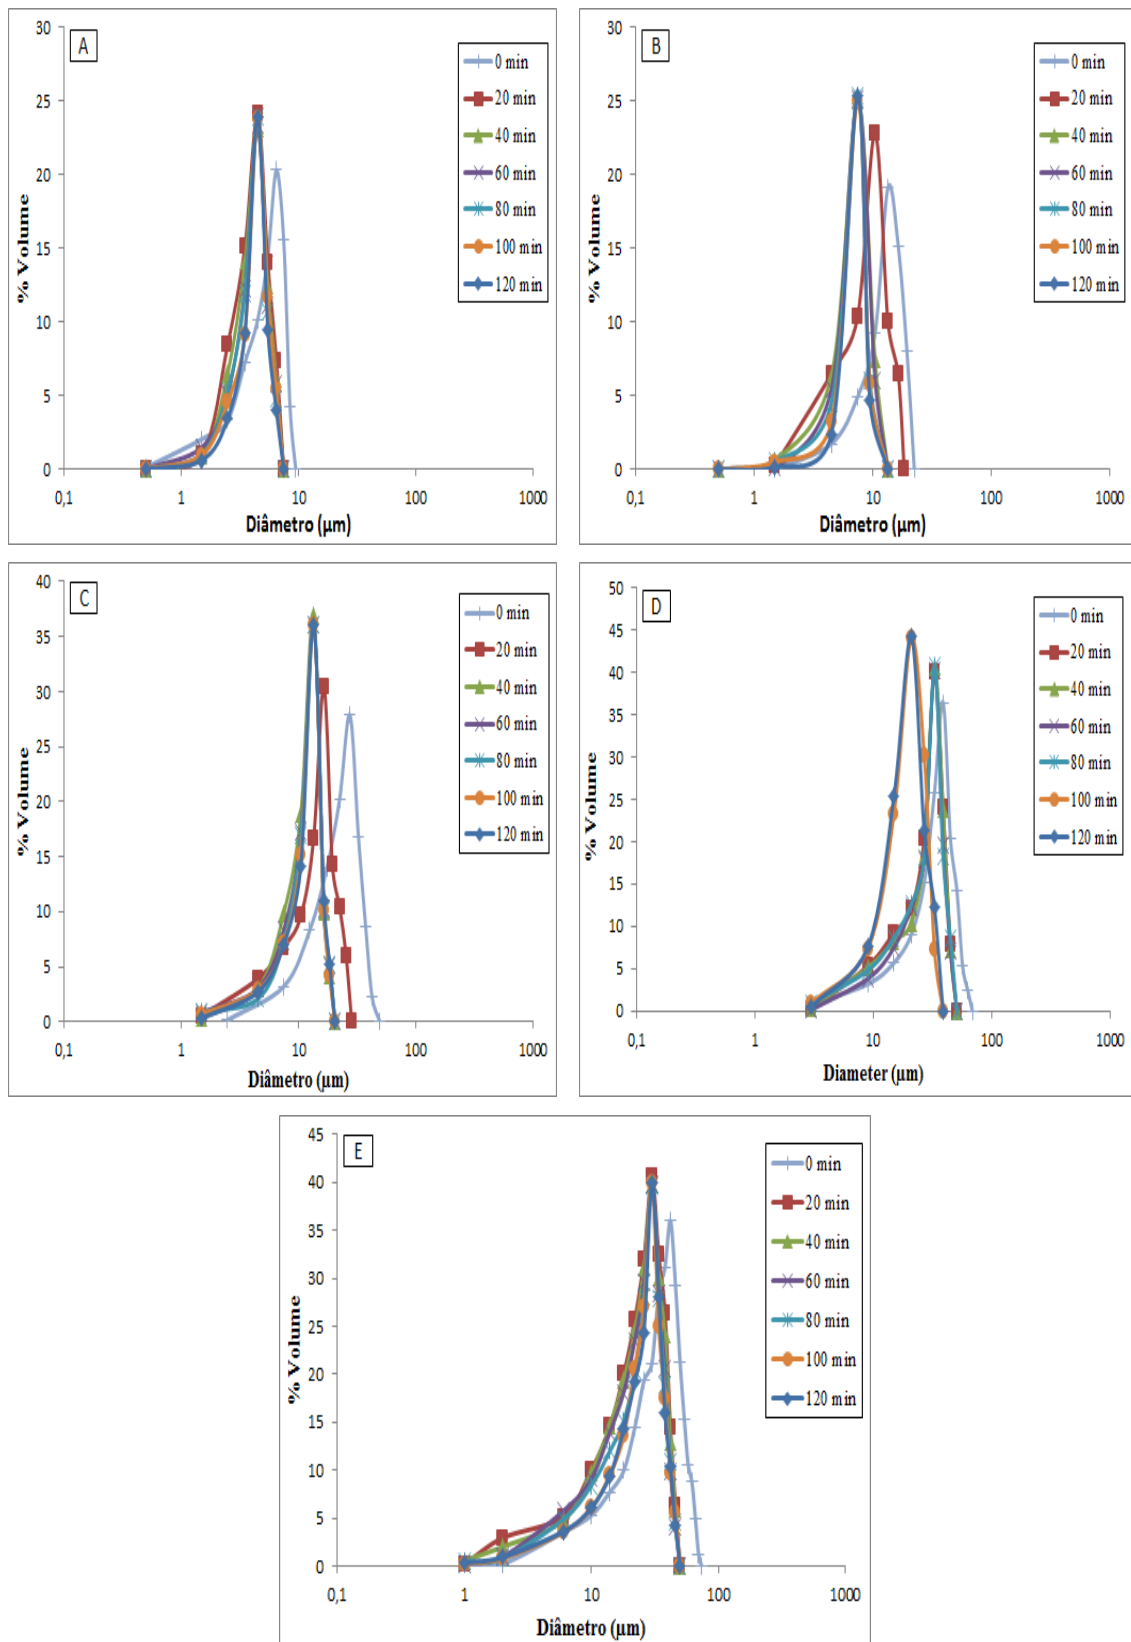 A
% Volume
30
25
20
15
10
5
0
0,1 1 10 100 1000
Diâmetro (µm)
0 min
20 min
40 min
60 min
80 min
100 min
120 min
B
% Volume
30
25
20
15
10
5
0
0,1 1 10 100 1000
Diâmetro (µm)
0 min
20 min
40 min
60 min
80 min
100 min
120 min
C
% Volume
40
35
30
25
20
15
10
5
0
0,1 1 10 100 1000
Diâmetro (µm)
0 min
20 min
40 min
60 min
80 min
100 min
120 min
D
% Volume
50
45
40
35
30
25
20
15
10
5
0
0,1 1 10 100 1000
Diameter (µm)
0 min
20 min
40 min
60 min
80 min
100 min
120 min
E
% Volume
45
40
35
30
25
20
15
10
5
0
0,1 1 10 100 1000
Diâmetro (µm)
0 min
20 min
40 min
60 min
80 min
100 min
120 min